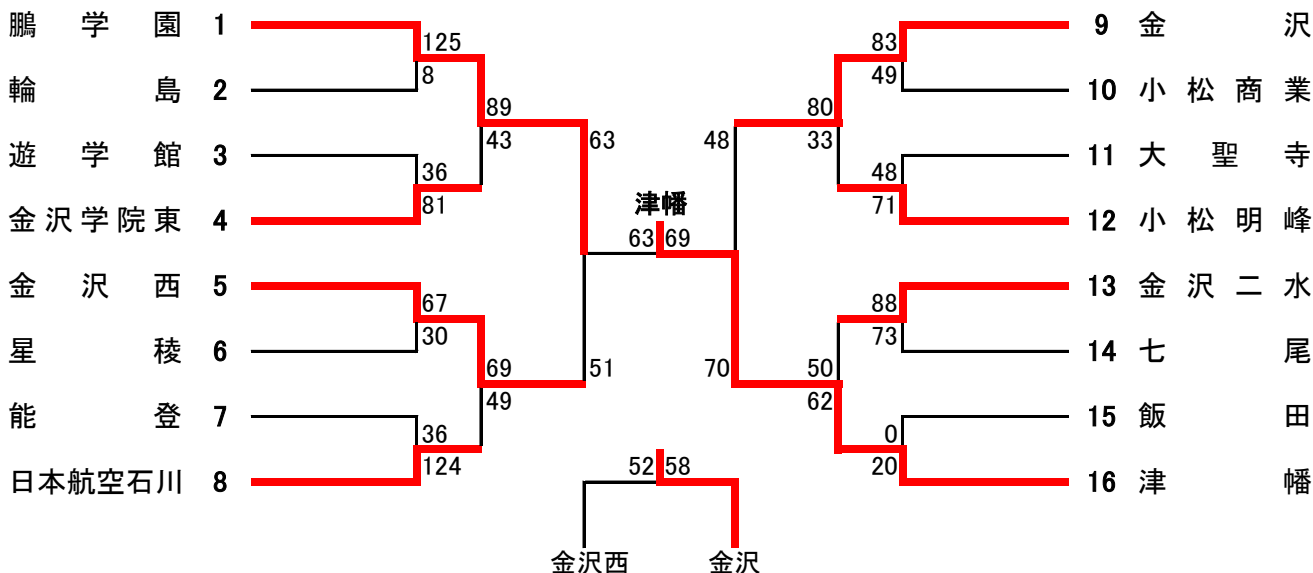 鵬学園 1
125
8
輪島 2
89
43
遊学館 3
36
81
金沢学院東 4
63
金沢西 5
67
30
星稜 6
69
49
能登 7
36
124
日本航空石川 8
51
津幡
63 69
52 58
金沢西 金沢
9 金沢
83
49
10 小松商業
80
33
11 大聖寺
48
71
12 小松明峰
48
13 金沢二水
88
73
14 七尾
50
62
15 飯田
0
20
16 津幡
70